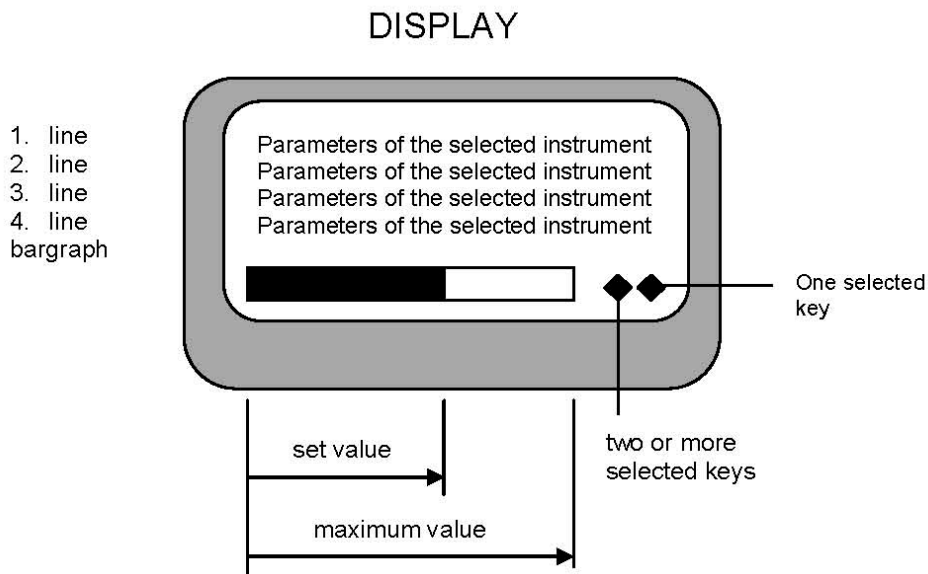 DISPLAY
1. line
2. line
3. line
4. line
bargraph
Parameters of the selected instrument
Parameters of the selected instrument
Parameters of the selected instrument
Parameters of the selected instrument
One selected
key
two or more
selected keys
set value
maximum value